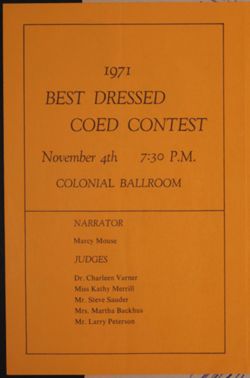 1971
BEST DRESSED
COED CONTEST
November 4th 7:30 P.M.
COLONIAL BALLROOM
NARRATOR
Marcy Mouse
JUDGES
Dr. Charleen Varner
Miss Kathy Merrill
Mr. Steve Sauder
Mrs. Martha Backhus
Mr. Larry Peterson